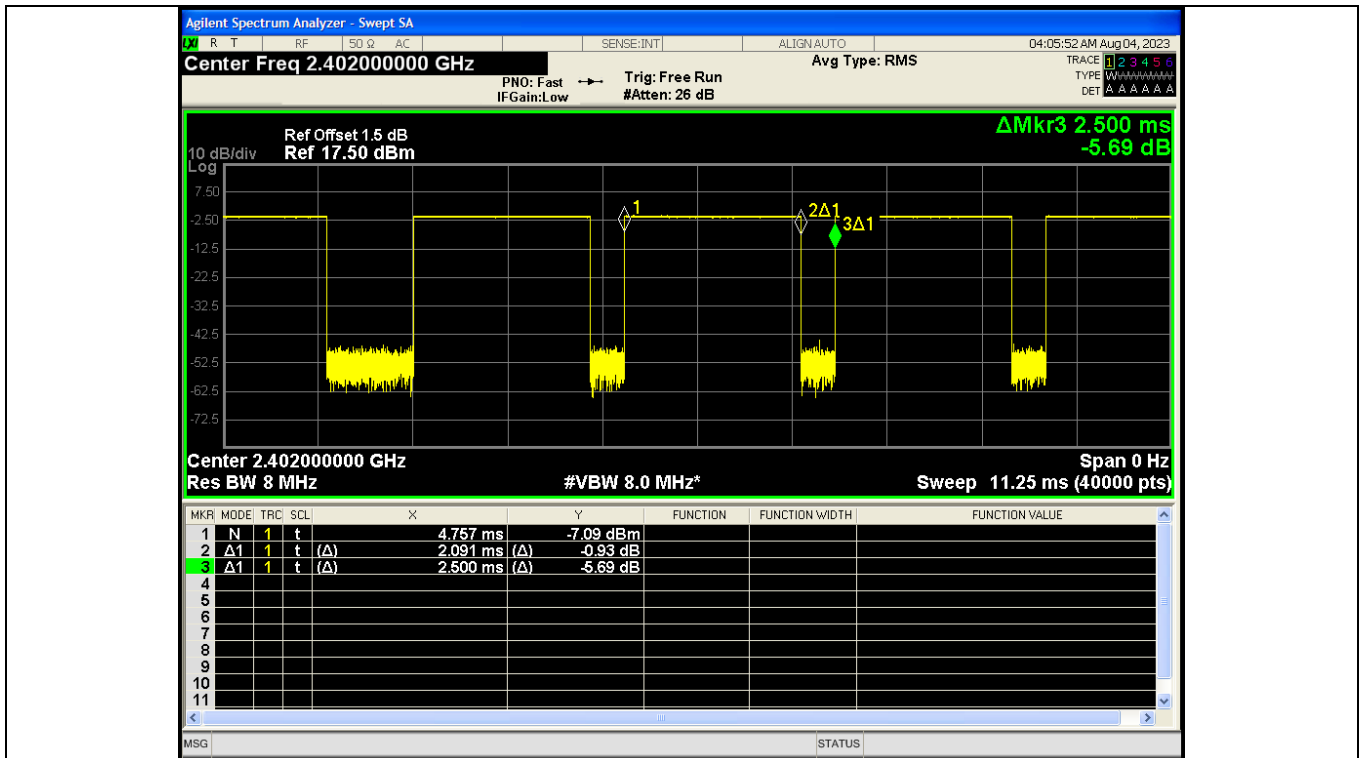 Agilent Spectrum Analyzer - Swept SA
LXI R T RF 50 Ω AC SENSE:INT ALIGN AUTO 04:05:52 AM Aug 04, 2023
Center Freq 2.402000000 GHz
PNO: Fast
IFGain:Low
Trig: Free Run
#Atten: 26 dB
Avg Type: RMS
TRACE 1 2 3 4 5 6
TYPE
DET A A A A A A
ΔMkr3 2.500 ms
-5.69 dB
Ref Offset 1.5 dB
10 dB/div Ref 17.50 dBm
Log
7.50
-2.50
-12.5
-22.5
-32.5
-42.5
-52.5
-62.5
-72.5
1
2Δ1
3Δ1
Center 2.402000000 GHz Span 0 Hz
Res BW 8 MHz #VBW 8.0 MHz* Sweep 11.25 ms (40000 pts)
MKR MODE TRC SCL X Y FUNCTION FUNCTION WIDTH FUNCTION VALUE
1 N 1 t 4.757 ms -7.09 dBm
2 Δ1 1 t (Δ) 2.091 ms (Δ) -0.93 dB
3 Δ1 1 t (Δ) 2.500 ms (Δ) -5.69 dB
4
5
6
7
8
9
10
11
MSG STATUS